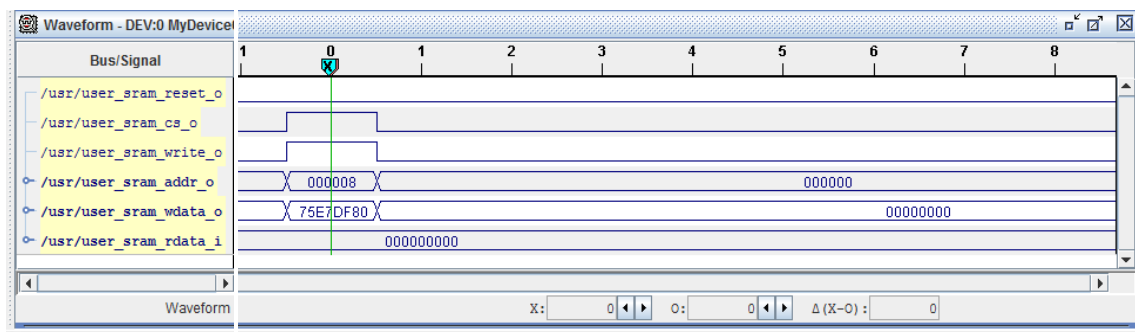 Waveform - DEV:0 MyDevice
Bus/Signal 1 0 1 2 3 4 5 6 7 8
X
/usr/user_sram_reset_o
/usr/user_sram_cs_o
/usr/user_sram_write_o
/usr/user_sram_addr_o 000008 000000
/usr/user_sram_wdata_o 75E7DF80 00000000
/usr/user_sram_rdata_i 000000000
Waveform X: 0 O: 0 Δ(X-O): 0